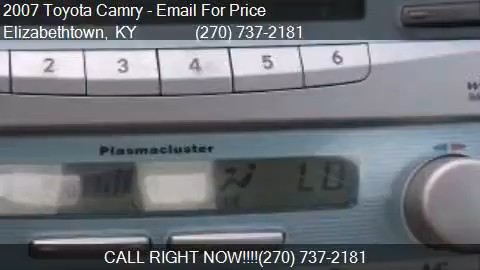 2007 Toyota Camry - Email For Price
Elizabethtown, KY (270) 737-2181
2 3 4 5 6
Plasmacluster
LO
CALL RIGHT NOW!!!!(270) 737-2181